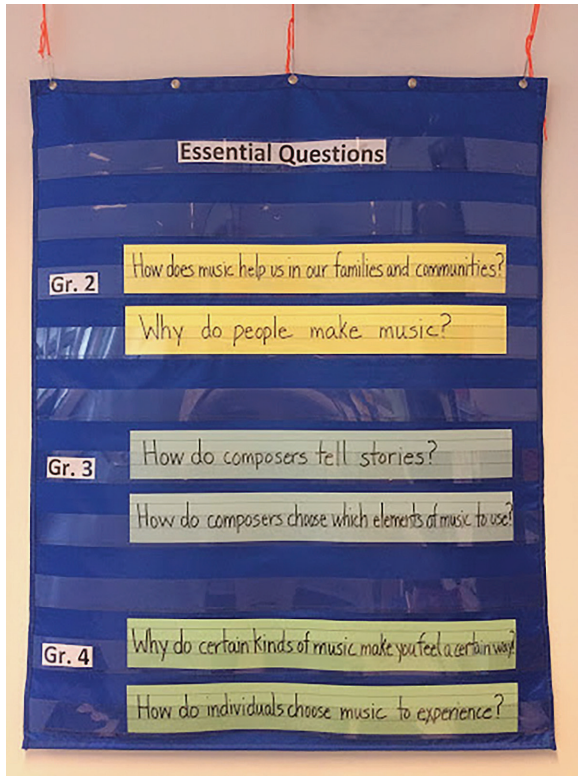 Essential Questions
Gr. 2
How does music help us in our families and communities?
Why do people make music?
Gr. 3
How do composers tell stories?
How do composers choose which elements of music to use?
Gr. 4
Why do certain kinds of music make you feel a certain way?
How do individuals choose music to experience?